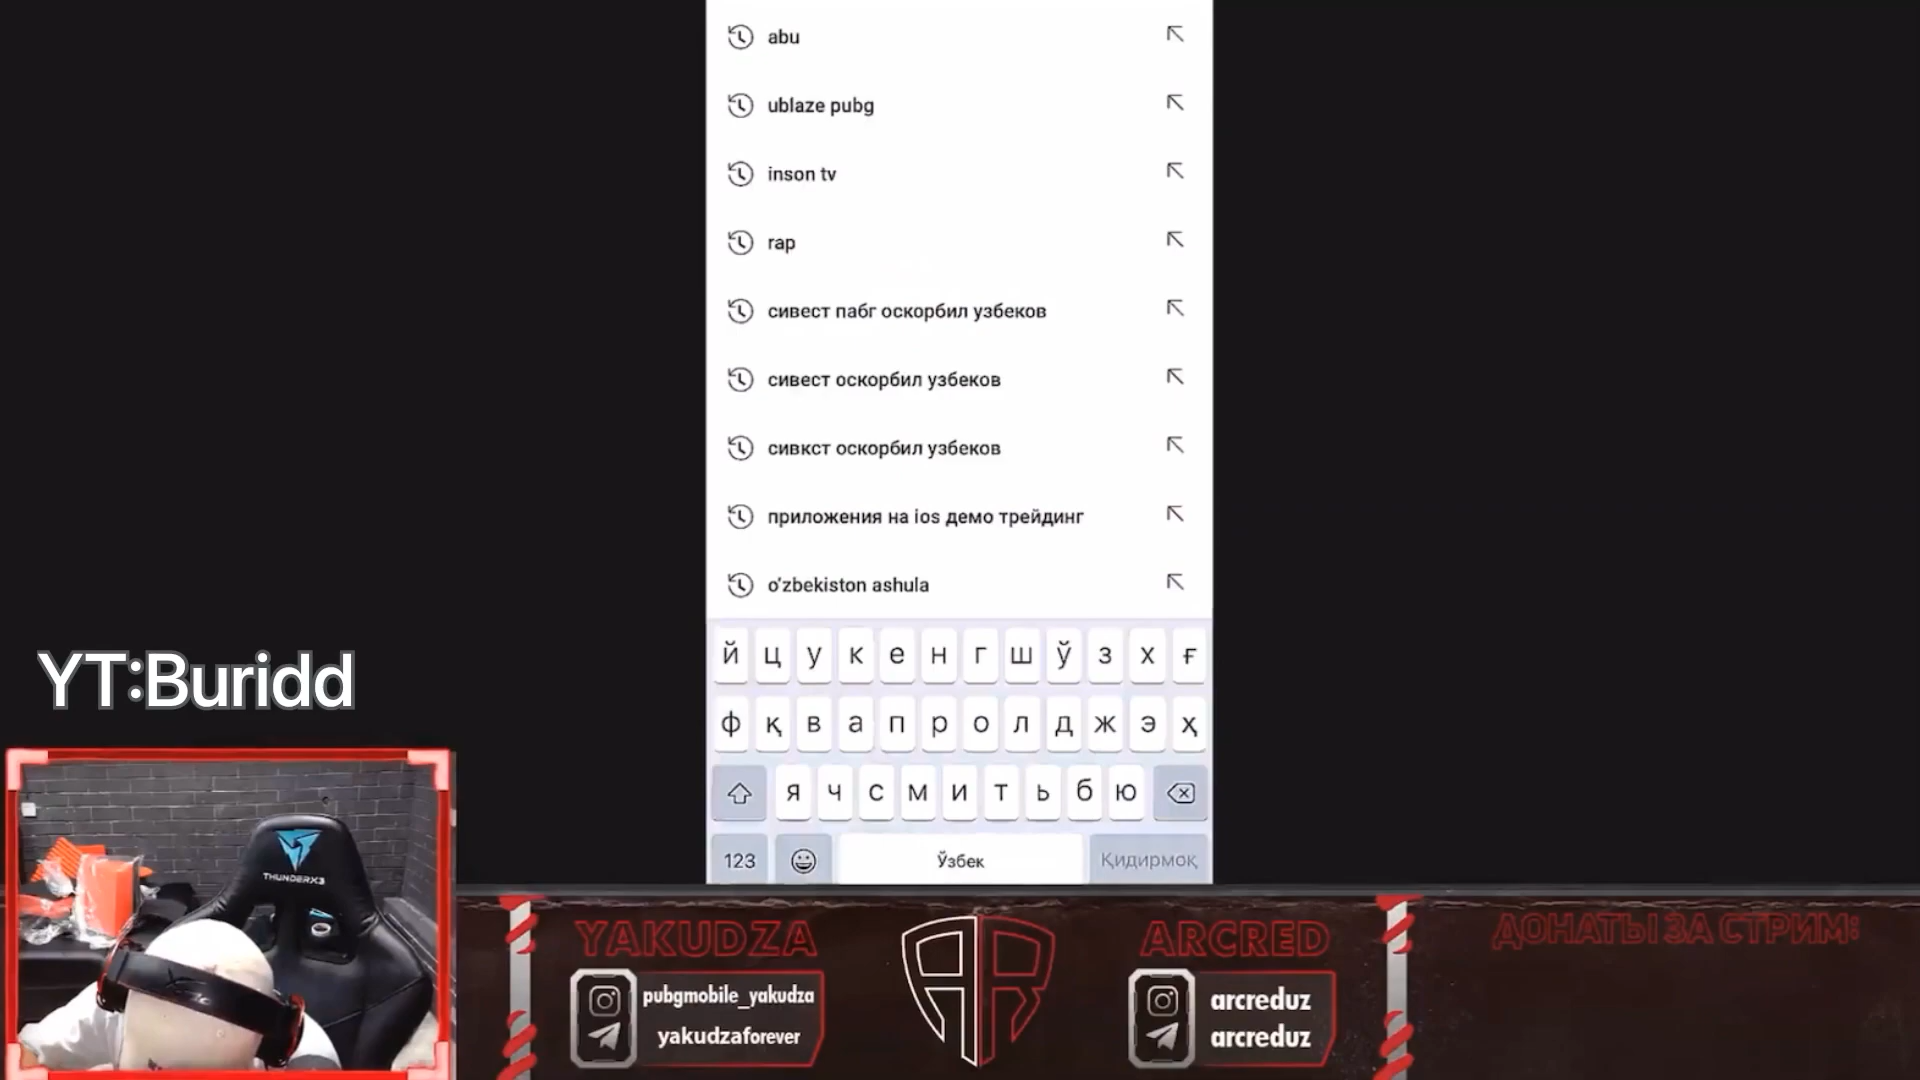 abu
ublaze pubg
inson tv
rap
сивест пабг оскорбил узбеков
сивест оскорбил узбеков
сивкст оскорбил узбеков
приложения на ios демо трейдинг
o'zbekiston ashula
й ц у к е н г ш ў з х ғ
ф қ в а п р о л д ж э ҳ
я ч с м и т ь б ю
123 Ўзбек Қидирмоқ
YT:Buridd
THUNDERX3
YAKUDZA
pubgmobile_yakudza
yakudzaforever
ARCRED
arcreduz
arcreduz
ДОНАТЫ ЗА СТРИМ: